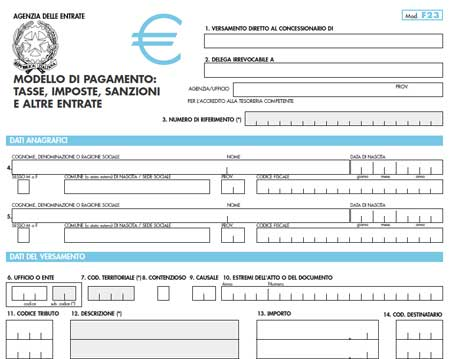 AGENZIA DELLE ENTRATE
Mod. F23
€
1. VERSAMENTO DIRETTO AL CONCESSIONARIO DI
2. DELEGA IRREVOCABILE A
REPVBBLICA ITALIANA
MODELLO DI PAGAMENTO:
TASSE, IMPOSTE, SANZIONI
E ALTRE ENTRATE
AGENZIA/UFFICIO PROV.
PER L'ACCREDITO ALLA TESORERIA COMPETENTE
3. NUMERO DI RIFERIMENTO (*)
DATI ANAGRAFICI
COGNOME, DENOMINAZIONE O RAGIONE SOCIALE NOME DATA DI NASCITA
4.
SESSO M o F COMUNE (o stato estero) DI NASCITA / SEDE SOCIALE PROV. CODICE FISCALE giorno mese anno
COGNOME, DENOMINAZIONE O RAGIONE SOCIALE NOME DATA DI NASCITA
5.
SESSO M o F COMUNE (o stato estero) DI NASCITA / SEDE SOCIALE PROV. CODICE FISCALE giorno mese anno
DATI DEL VERSAMENTO
6. UFFICIO O ENTE 7. COD. TERRITORIALE (*) 8. CONTENZIOSO 9. CAUSALE 10. ESTREMI DELL'ATTO O DEL DOCUMENTO
Anno Numero
codice sub. codice (*)
11. CODICE TRIBUTO 12. DESCRIZIONE (*) 13. IMPORTO 14. COD. DESTINATARIO